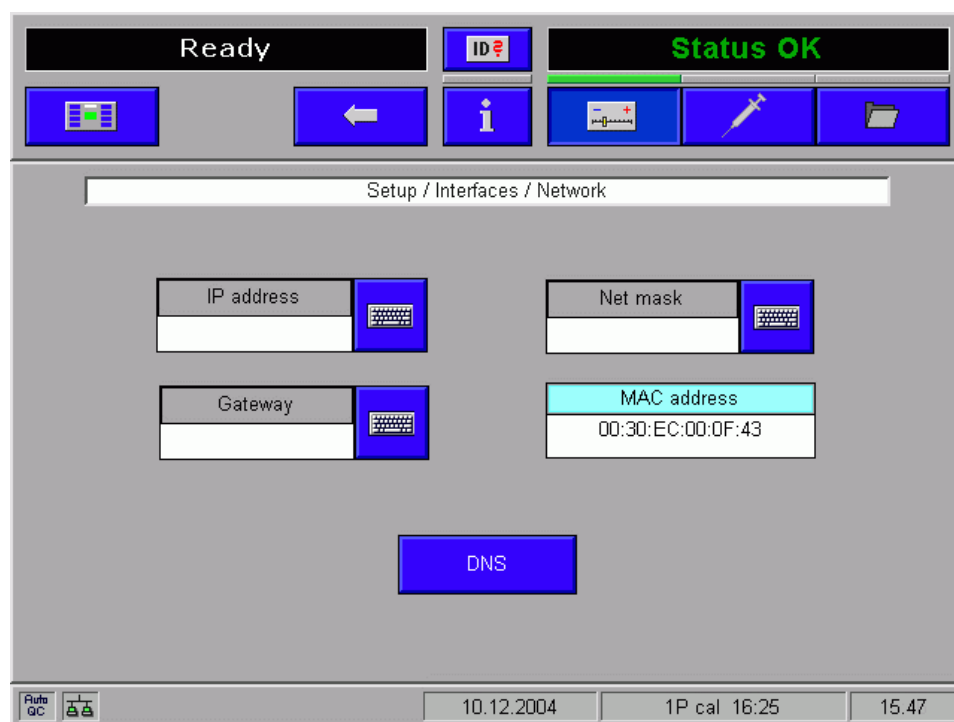 Ready
ID?
Status OK
i
- +
Setup / Interfaces / Network
IP address
Net mask
Gateway
MAC address
00:30:EC:00:0F:43
DNS
Auto
QC
10.12.2004
1P cal 16:25
15.47